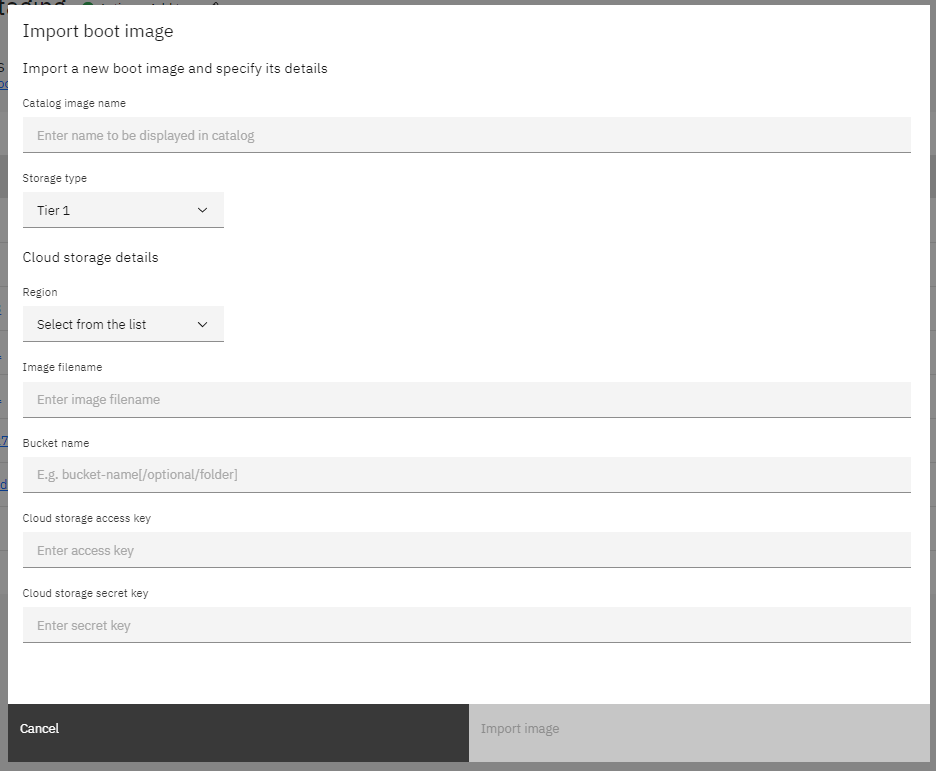 Import boot image
Import a new boot image and specify its details
Catalog image name
Enter name to be displayed in catalog
Storage type
Tier 1
Cloud storage details
Region
Select from the list
Image filename
Enter image filename
Bucket name
E.g. bucket-name[/optional/folder]
Cloud storage access key
Enter access key
Cloud storage secret key
Enter secret key
Cancel
Import image